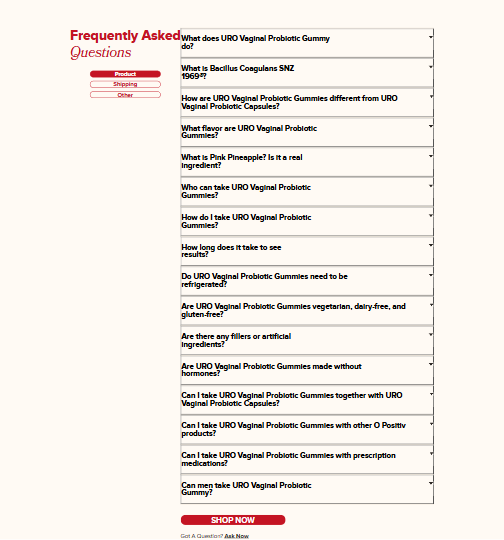 Frequently Asked
Questions
Product
Shipping
Other
What does URO Vaginal Probiotic Gummy
do?
What is Bacillus Coagulans SNZ
1969®?
How are URO Vaginal Probiotic Gummies different from URO
Vaginal Probiotic Capsules?
What flavor are URO Vaginal Probiotic
Gummies?
What is Pink Pineapple? Is it a real
ingredient?
Who can take URO Vaginal Probiotic
Gummies?
How do I take URO Vaginal Probiotic
Gummies?
How long does it take to see
results?
Do URO Vaginal Probiotic Gummies need to be
refrigerated?
Are URO Vaginal Probiotic Gummies vegetarian, dairy-free, and
gluten-free?
Are there any fillers or artificial
ingredients?
Are URO Vaginal Probiotic Gummies made without
hormones?
Can I take URO Vaginal Probiotic Gummies together with URO
Vaginal Probiotic Capsules?
Can I take URO Vaginal Probiotic Gummies with other O Positiv
products?
Can I take URO Vaginal Probiotic Gummies with prescription
medications?
Can men take URO Vaginal Probiotic
Gummy?
SHOP NOW
Got A Question? Ask Now